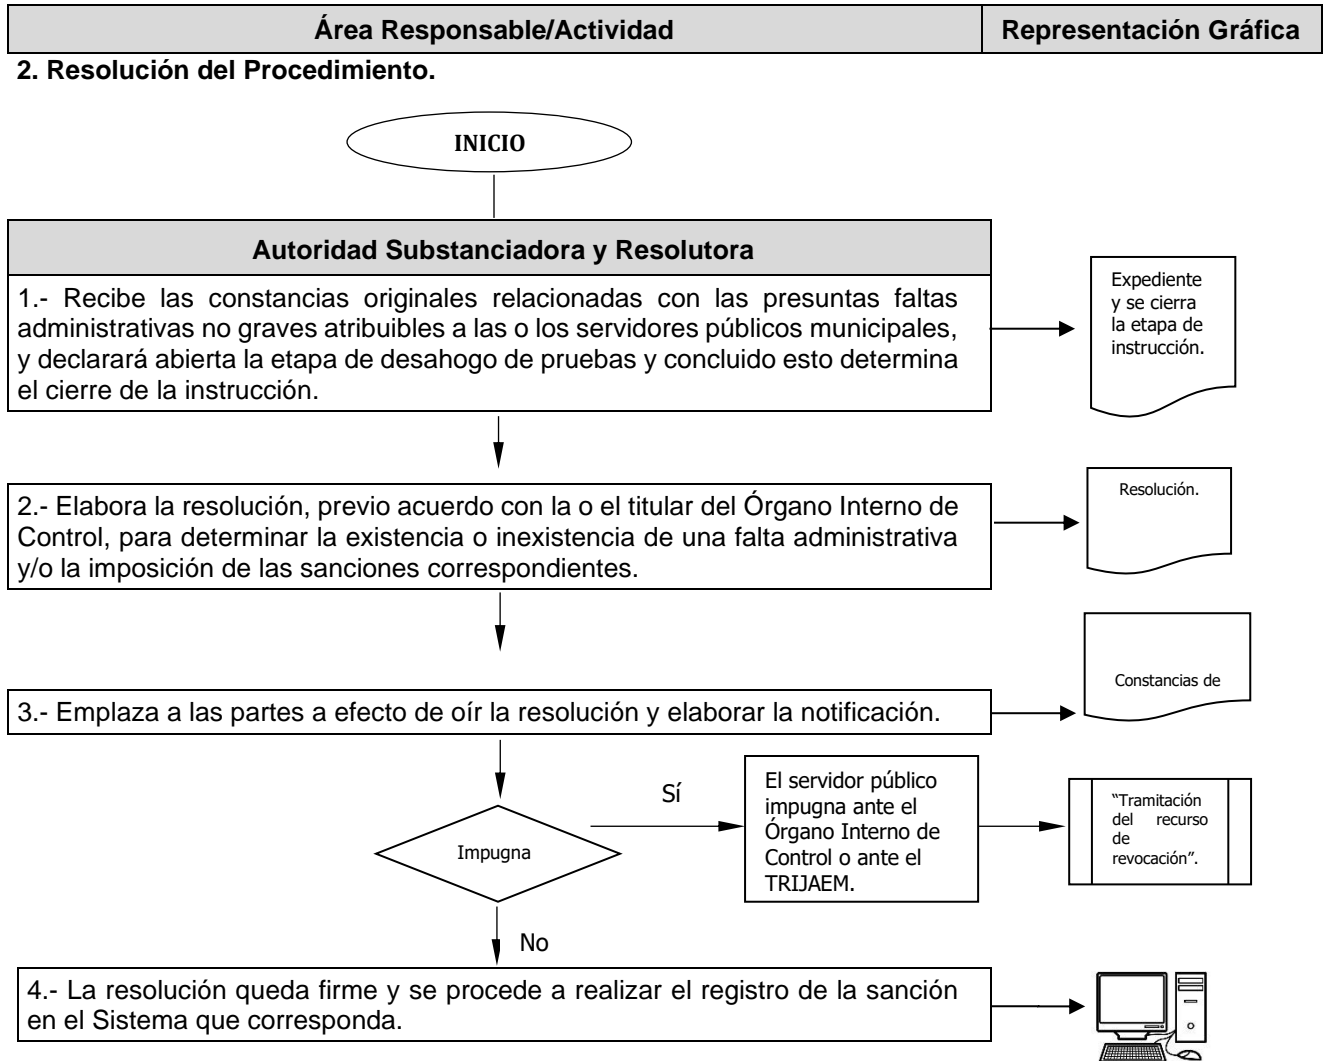 Área Responsable/Actividad
Representación Gráfica
2. Resolución del Procedimiento.
INICIO
Autoridad Substanciadora y Resolutora
1.- Recibe las constancias originales relacionadas con las presuntas faltas
administrativas no graves atribuibles a las o los servidores públicos municipales,
y declarará abierta la etapa de desahogo de pruebas y concluido esto determina
el cierre de la instrucción.
Expediente
y se cierra
la etapa de
instrucción.
2.- Elabora la resolución, previo acuerdo con la o el titular del Órgano Interno de
Control, para determinar la existencia o inexistencia de una falta administrativa
y/o la imposición de las sanciones correspondientes.
Resolución.
3.- Emplaza a las partes a efecto de oír la resolución y elaborar la notificación.
Constancias de
Impugna
Sí
El servidor público
impugna ante el
Órgano Interno de
Control o ante el
TRIJAEM.
“Tramitación
del recurso
de
revocación”.
No
4.- La resolución queda firme y se procede a realizar el registro de la sanción
en el Sistema que corresponda.